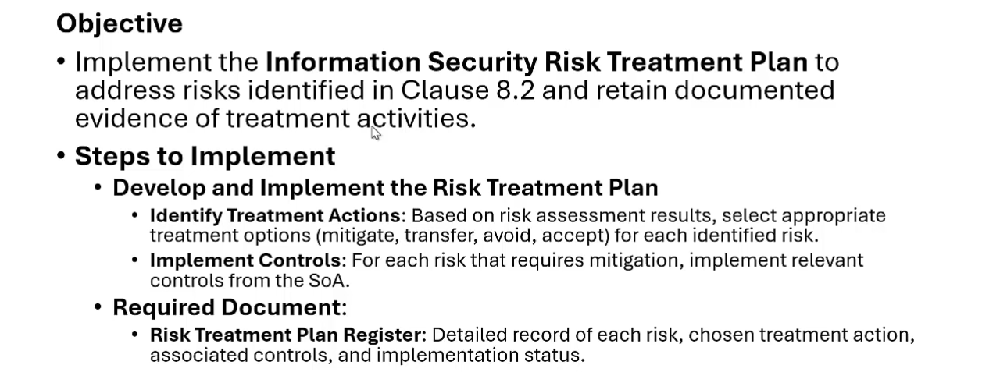 Objective
• Implement the Information Security Risk Treatment Plan to
address risks identified in Clause 8.2 and retain documented
evidence of treatment activities.
• Steps to Implement
• Develop and Implement the Risk Treatment Plan
• Identify Treatment Actions: Based on risk assessment results, select appropriate
treatment options (mitigate, transfer, avoid, accept) for each identified risk.
• Implement Controls: For each risk that requires mitigation, implement relevant
controls from the SoA.
• Required Document:
• Risk Treatment Plan Register: Detailed record of each risk, chosen treatment action,
associated controls, and implementation status.